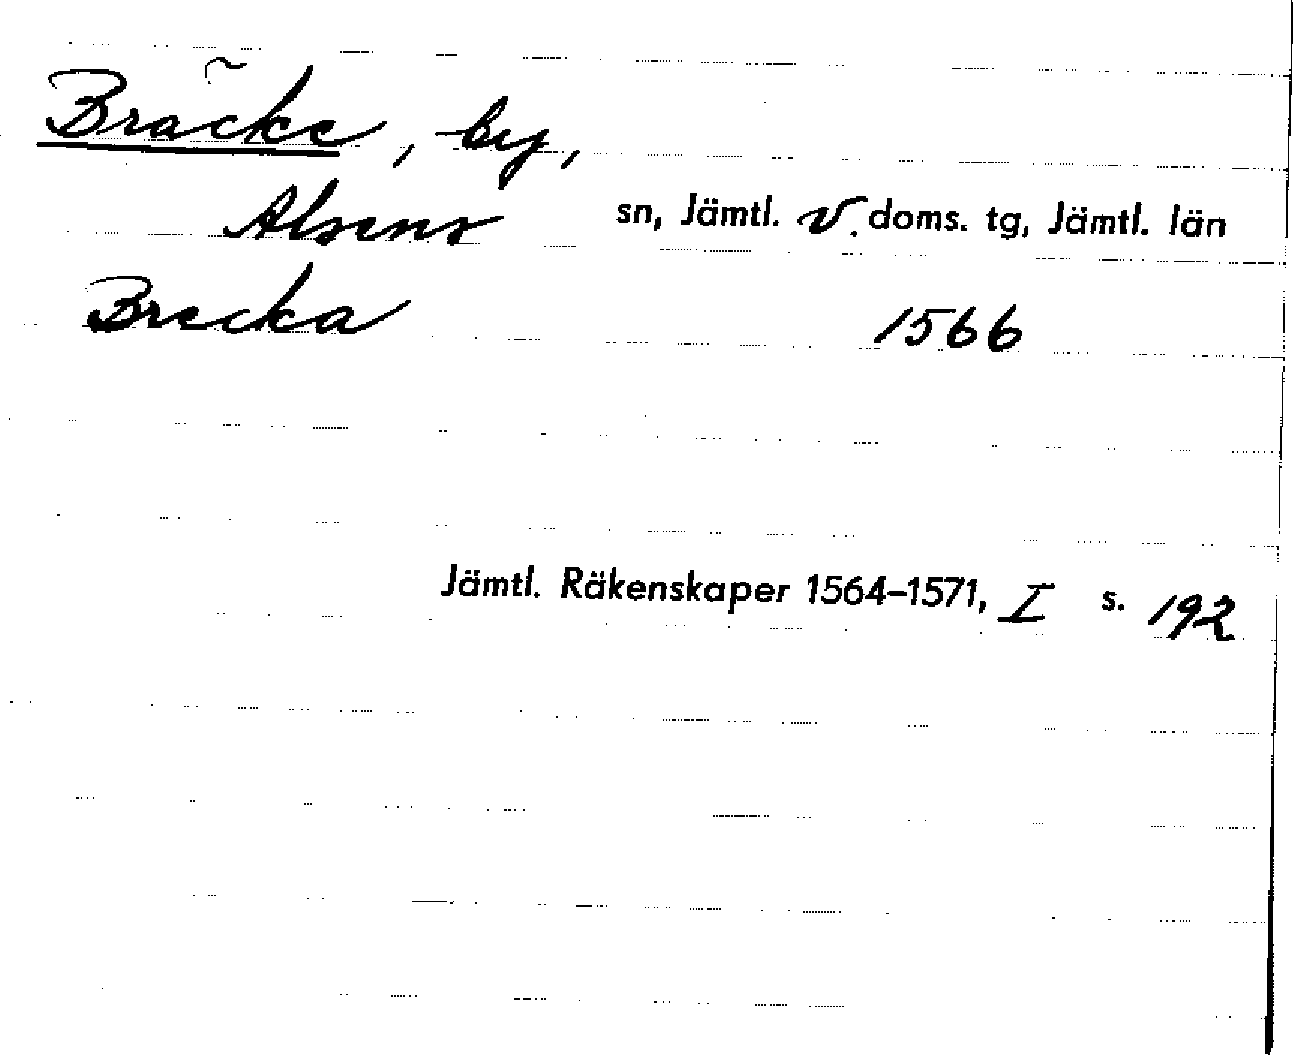 Bräcke, by,
Alsens sn, Jämtl. v. doms. tg, Jämtl. län
Brecka 1566
Jämtl. Räkenskaper 1564–1571, I s. 192